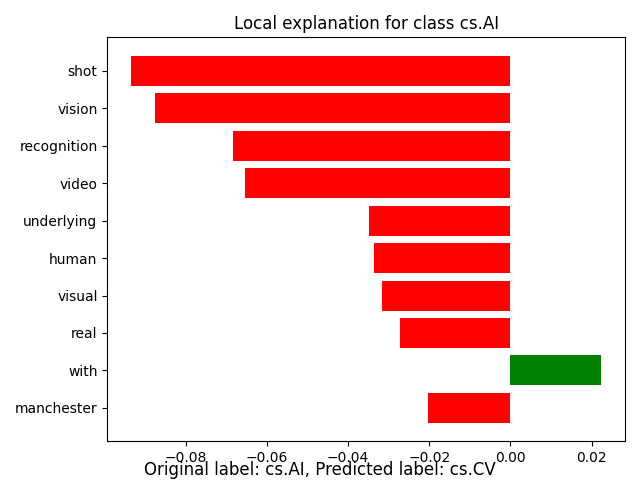 Local explanation for class cs.AI
shot
vision
recognition
video
underlying
human
visual
real
with
manchester
−0.08 −0.06 −0.04 −0.02 0.00 0.02
Original label: cs.AI, Predicted label: cs.CV